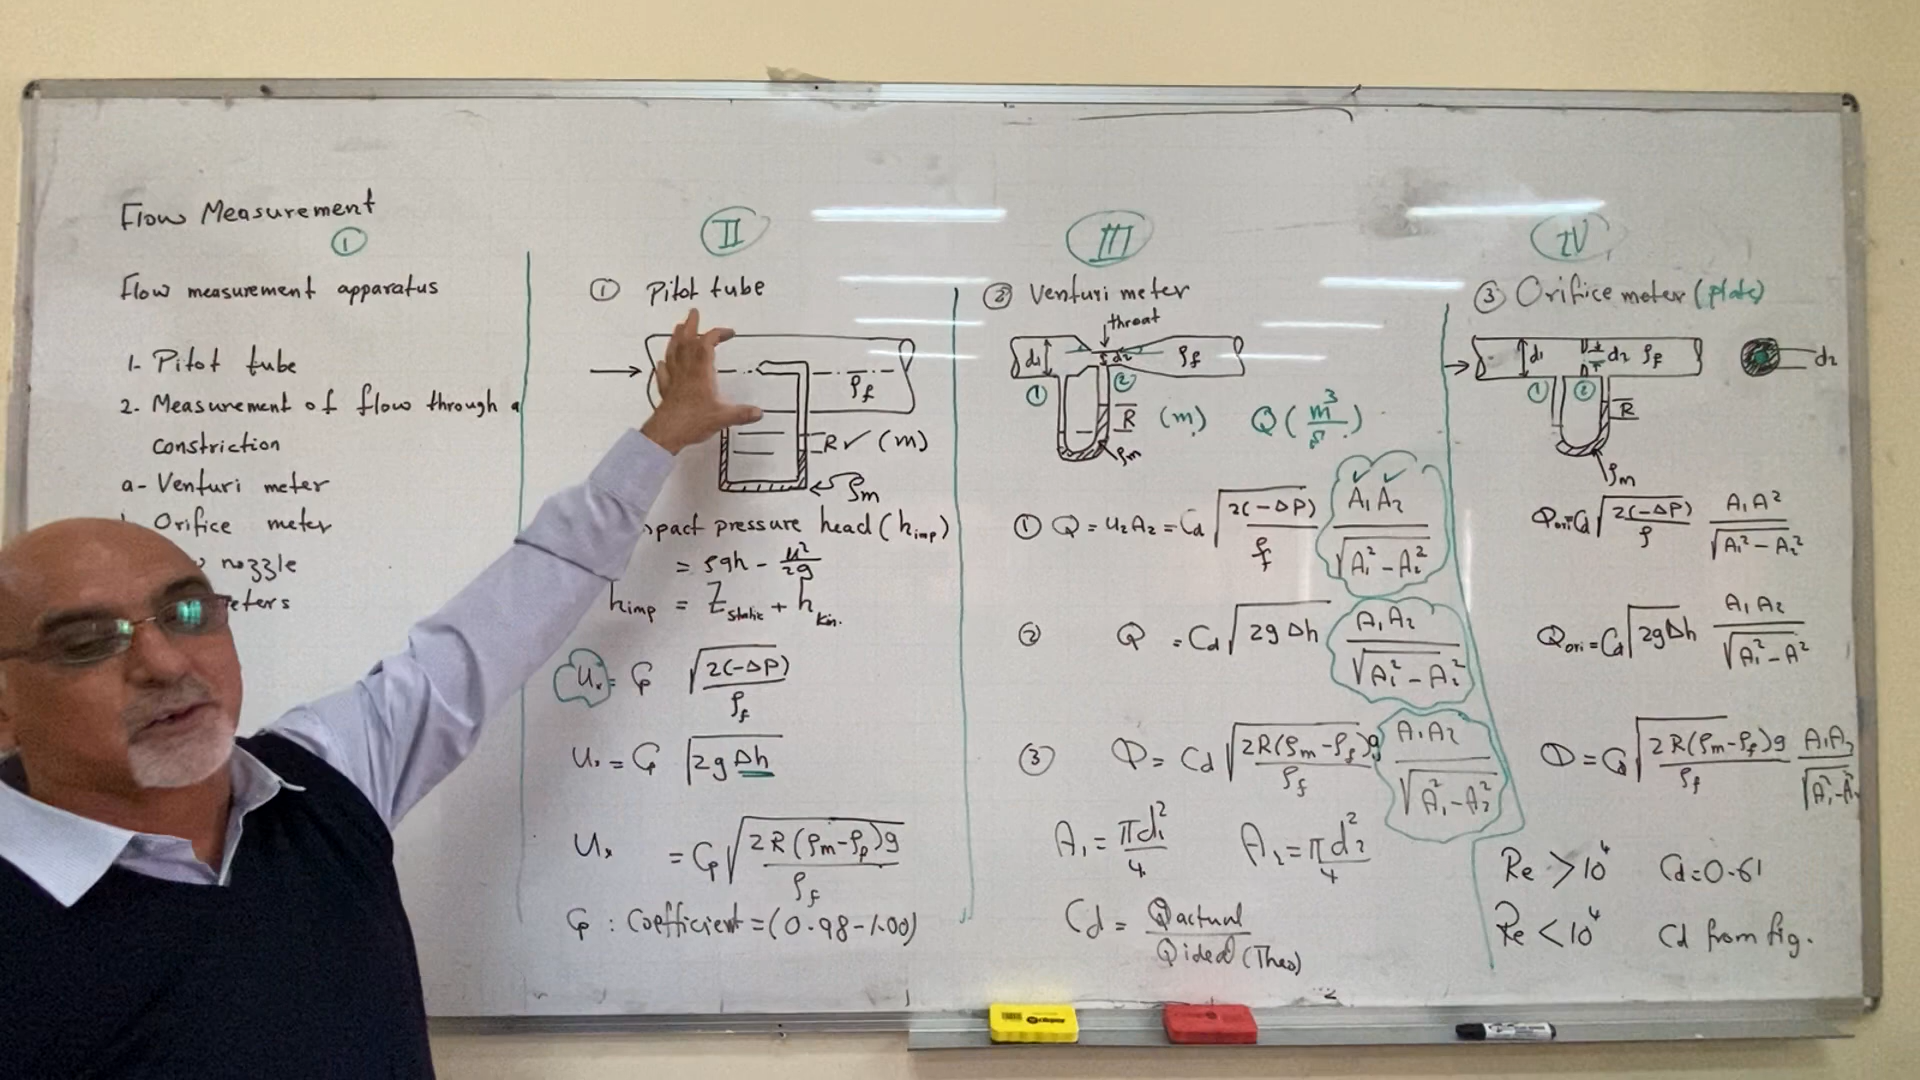 Flow Measurement
①
Flow measurement apparatus
1- Pitot tube
2- Measurement of flow through a
constriction
a- Venturi meter
Orifice meter
nozzle
eters
II
① Pitot tube
ρf
R✓ (m)
ρm
pact pressure head (himp)
= ρgh - u²/2g
himp = Zstatic + hkin.
Ux = Cp √2(-ΔP)/ρf
Ux = Cp √2gΔh
Ux = Cp √2R(ρm-ρf)g/ρf
Cp : Coefficient = (0.98-1.00)
III
② Venturi meter
throat
d1 d2 ρf
① ②
R (m) Q (m³/s)
ρm
① Q = u2A2 = Cd √2(-ΔP)/ρf A1A2/√A1²-A2²
② Q = Cd √2gΔh A1A2/√A1²-A2²
③ Q = Cd √2R(ρm-ρf)g/ρf A1A2/√A1²-A2²
A1 = πd1²/4 A2 = πd2²/4
Cd = Qactual/Qideal (Theo)
IV
③ Orifice meter (plate)
d1 d2 ρf d2
① ②
R
ρm
Qori=Cd √2(-ΔP)/ρ A1A²/√A1²-A2²
Qori=Cd √2gΔh A1A2/√A1²-A²
Q = Cd √2R(ρm-ρf)g/ρf A1A2/√A1²-A
Re > 10⁴ Cd=0.61
Re < 10⁴ Cd from fig.